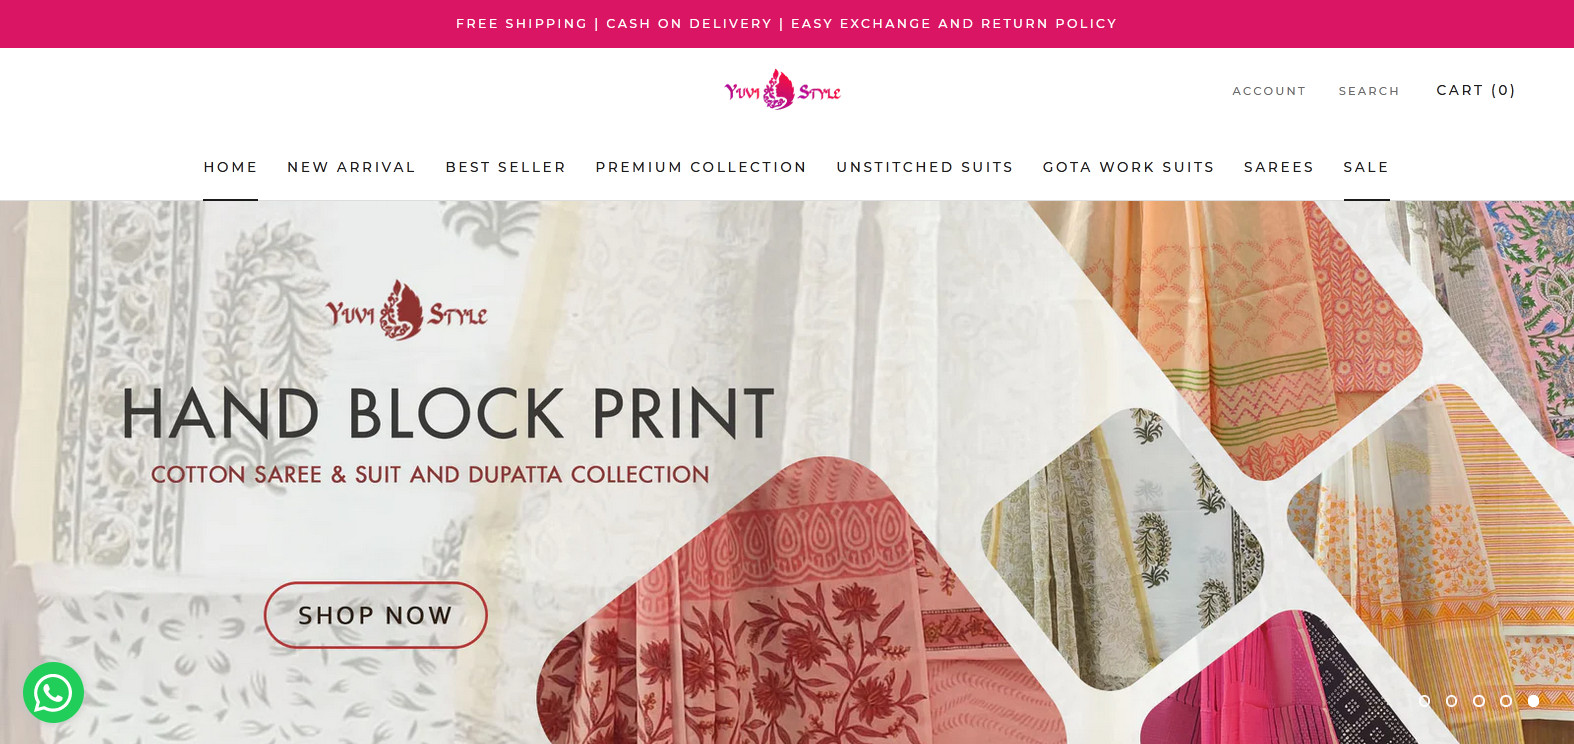 FREE SHIPPING | CASH ON DELIVERY | EASY EXCHANGE AND RETURN POLICY
YUVI STYLE
ACCOUNT SEARCH CART (0)
HOME NEW ARRIVAL BEST SELLER PREMIUM COLLECTION UNSTITCHED SUITS GOTA WORK SUITS SAREES SALE
YUVI STYLE
HAND BLOCK PRINT
COTTON SAREE & SUIT AND DUPATTA COLLECTION
SHOP NOW